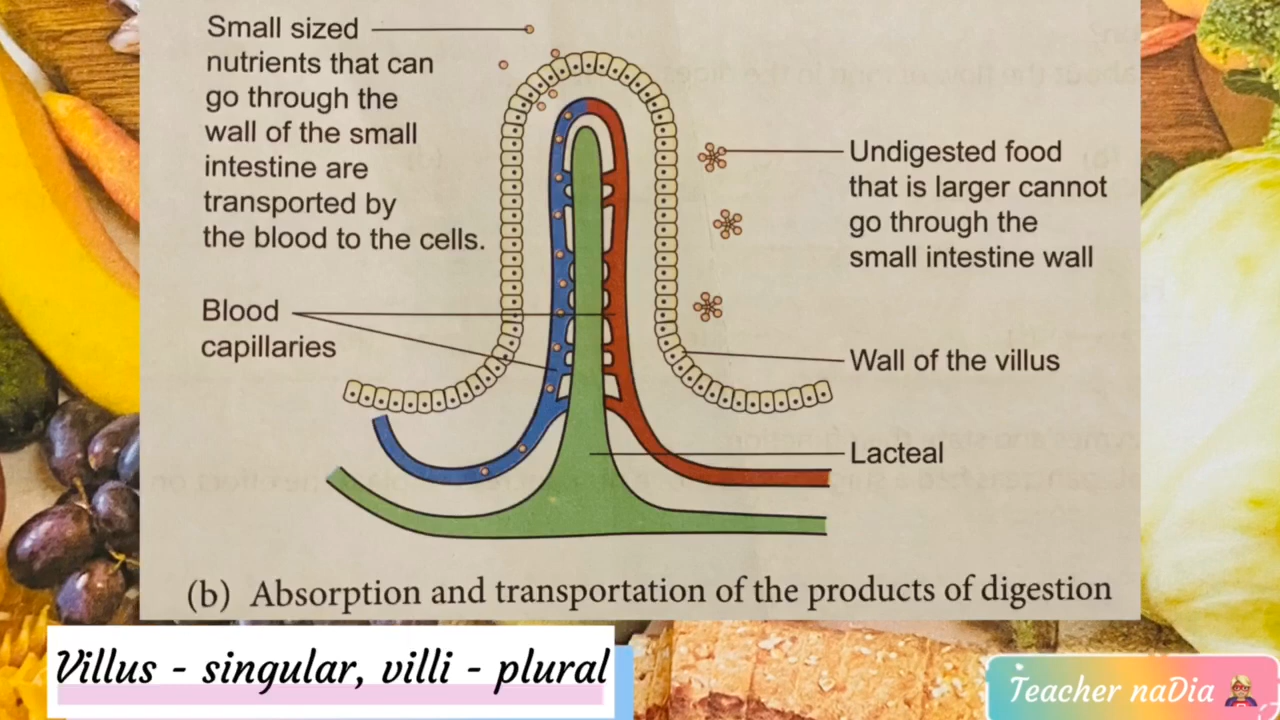 Small sized
nutrients that can
go through the
wall of the small
intestine are
transported by
the blood to the cells.
Blood
capillaries
Undigested food
that is larger cannot
go through the
small intestine wall
Wall of the villus
Lacteal
(b) Absorption and transportation of the products of digestion
Villus - singular, villi - plural
Teacher naDia